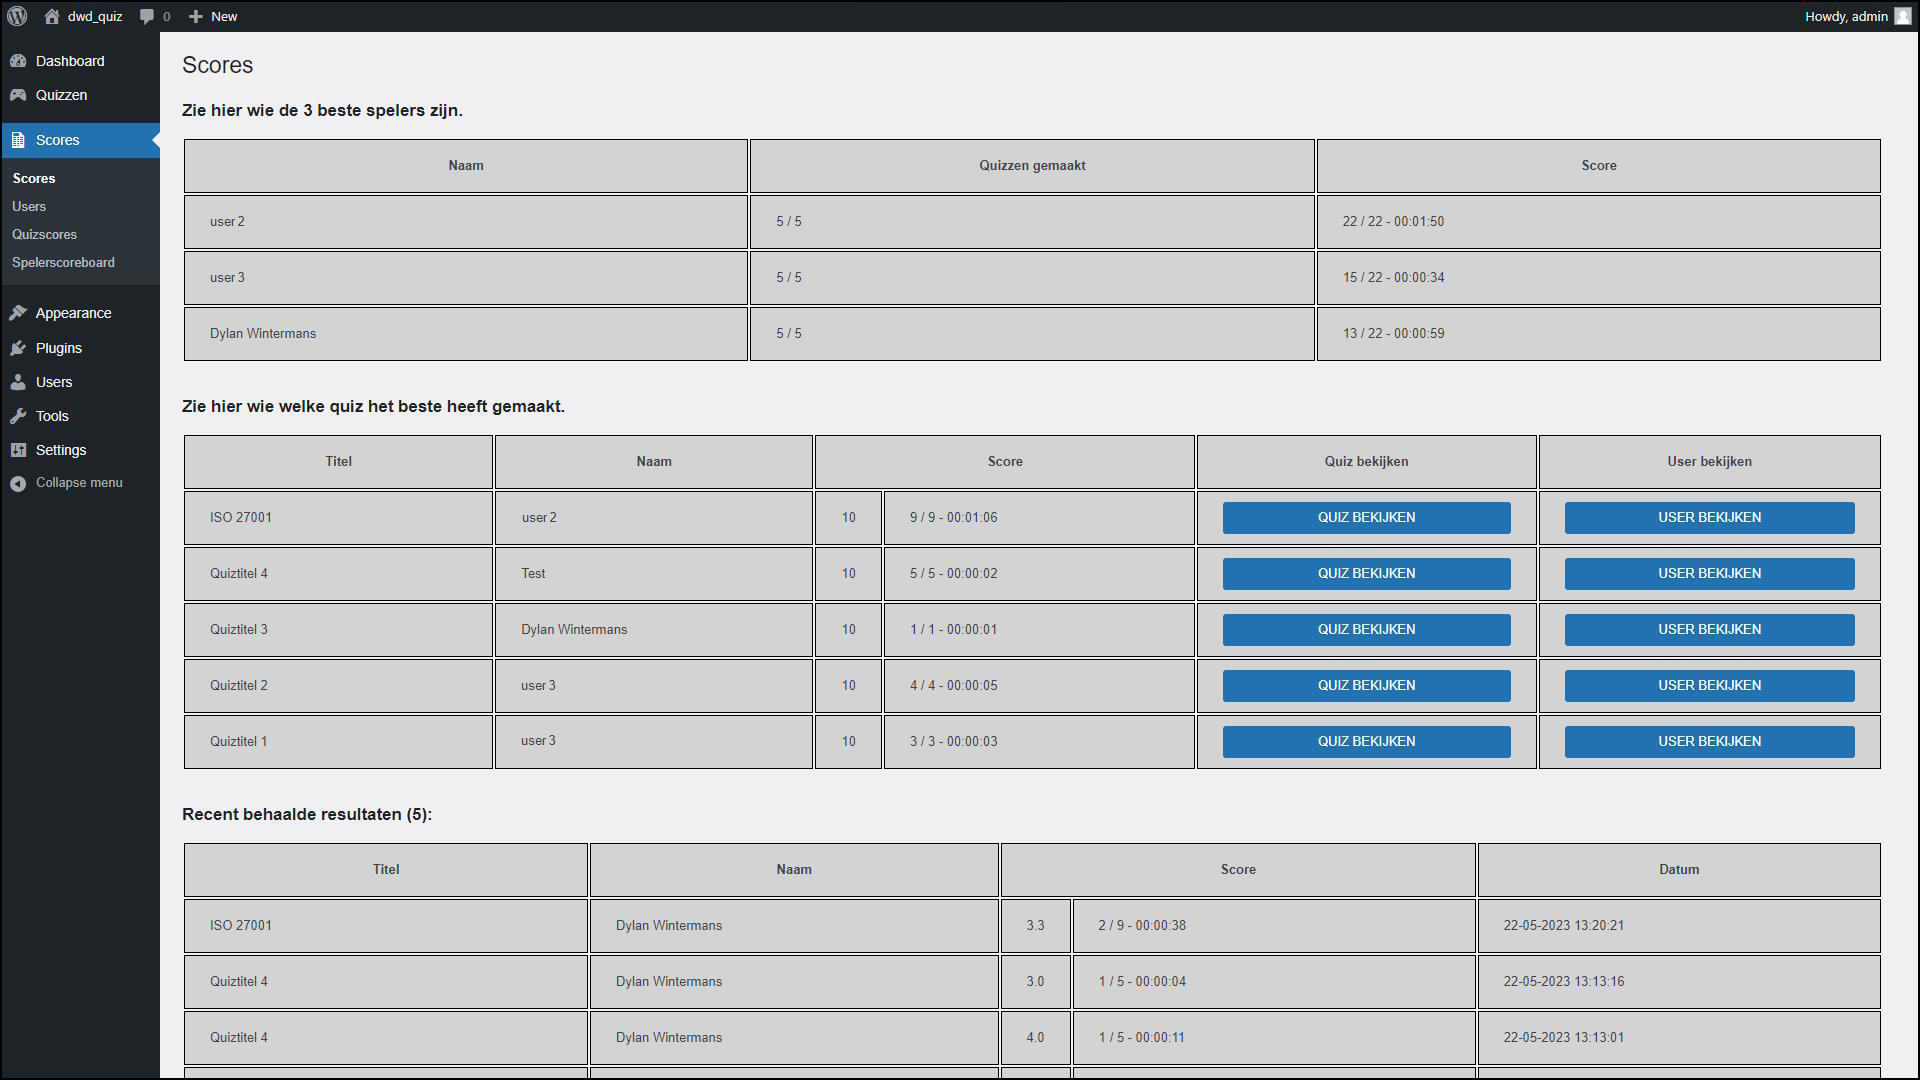 dwd_quiz 0 New Howdy, admin
Dashboard
Quizzen
Scores
Scores
Users
Quizscores
Spelerscoreboard
Appearance
Plugins
Users
Tools
Settings
Collapse menu
Scores
Zie hier wie de 3 beste spelers zijn.
Naam Quizzen gemaakt Score
user 2 5 / 5 22 / 22 - 00:01:50
user 3 5 / 5 15 / 22 - 00:00:34
Dylan Wintermans 5 / 5 13 / 22 - 00:00:59
Zie hier wie welke quiz het beste heeft gemaakt.
Titel Naam Score Quiz bekijken User bekijken
ISO 27001 user 2 10 9 / 9 - 00:01:06 QUIZ BEKIJKEN USER BEKIJKEN
Quiztitel 4 Test 10 5 / 5 - 00:00:02 QUIZ BEKIJKEN USER BEKIJKEN
Quiztitel 3 Dylan Wintermans 10 1 / 1 - 00:00:01 QUIZ BEKIJKEN USER BEKIJKEN
Quiztitel 2 user 3 10 4 / 4 - 00:00:05 QUIZ BEKIJKEN USER BEKIJKEN
Quiztitel 1 user 3 10 3 / 3 - 00:00:03 QUIZ BEKIJKEN USER BEKIJKEN
Recent behaalde resultaten (5):
Titel Naam Score Datum
ISO 27001 Dylan Wintermans 3.3 2 / 9 - 00:00:38 22-05-2023 13:20:21
Quiztitel 4 Dylan Wintermans 3.0 1 / 5 - 00:00:04 22-05-2023 13:13:16
Quiztitel 4 Dylan Wintermans 4.0 1 / 5 - 00:00:11 22-05-2023 13:13:01